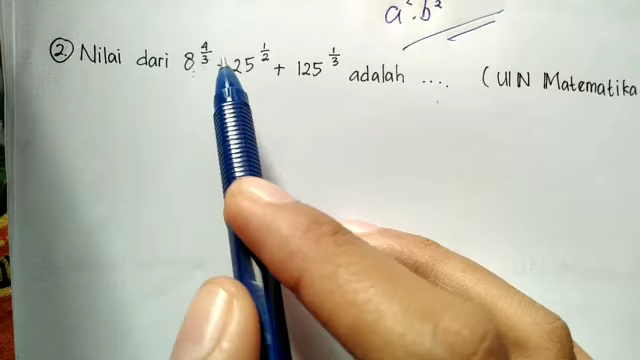 a² . b²
② Nilai dari 8^{4/3} + 25^{1/2} + 125^{1/3} adalah .... (UIN Matematika